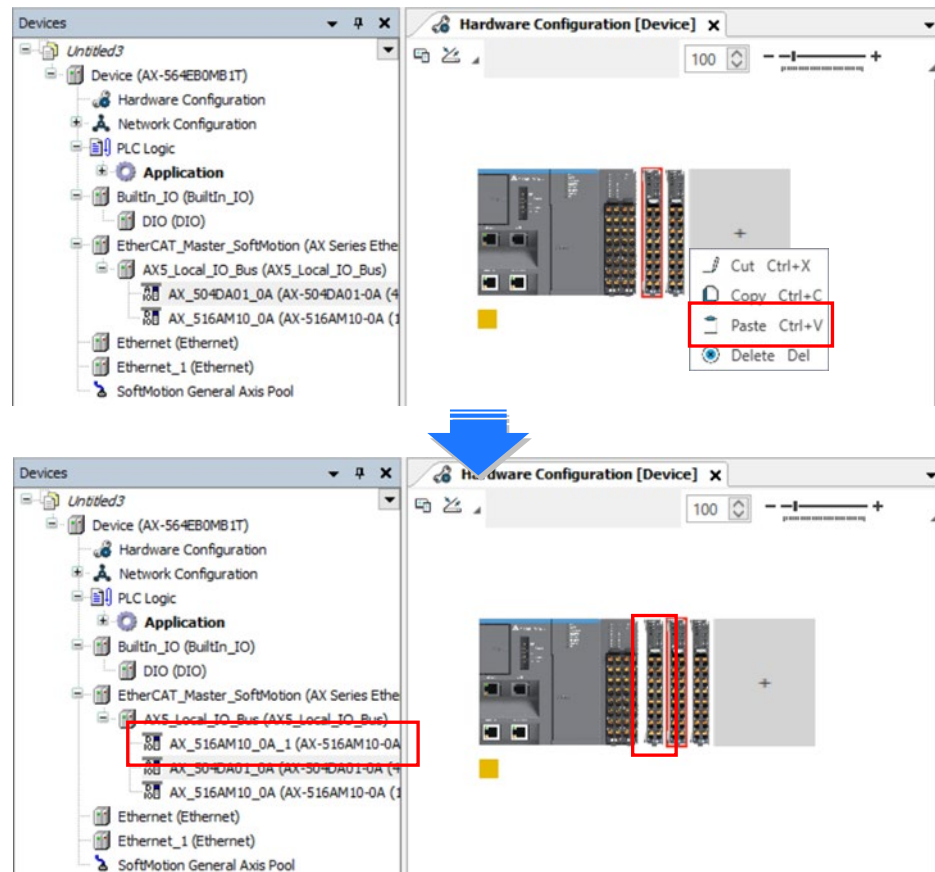 Devices
Untitled3
Device (AX-564EB0MB1T)
Hardware Configuration
Network Configuration
PLC Logic
Application
BuiltIn_IO (BuiltIn_IO)
DIO (DIO)
EtherCAT_Master_SoftMotion (AX Series Ethe
AX5_Local_IO_Bus (AX5_Local_IO_Bus)
AX_504DA01_0A (AX-504DA01-0A (4
AX_516AM10_0A (AX-516AM10-0A (1
Ethernet (Ethernet)
Ethernet_1 (Ethernet)
SoftMotion General Axis Pool
Hardware Configuration [Device]
100
Cut Ctrl+X
Copy Ctrl+C
Paste Ctrl+V
Delete Del
Devices
Untitled3
Device (AX-564EB0MB1T)
Hardware Configuration
Network Configuration
PLC Logic
Application
BuiltIn_IO (BuiltIn_IO)
DIO (DIO)
EtherCAT_Master_SoftMotion (AX Series Ethe
AX5_Local_IO_Bus (AX5_Local_IO_Bus)
AX_516AM10_0A_1 (AX-516AM10-0A
AX_504DA01_0A (AX-504DA01-0A (4
AX_516AM10_0A (AX-516AM10-0A (1
Ethernet (Ethernet)
Ethernet_1 (Ethernet)
SoftMotion General Axis Pool
Hardware Configuration [Device]
100